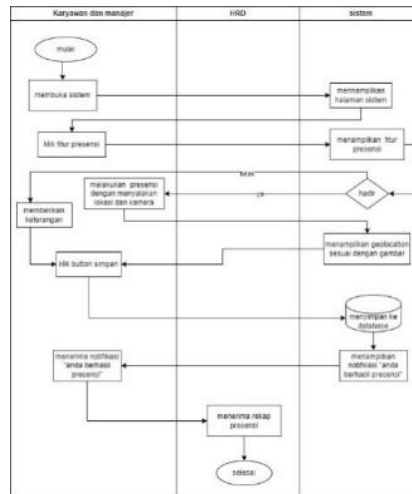 Karyawan dan manajer
HRD
sistem
mulai
membuka sistem
menampilkan
halaman sistem
klik fitur presensi
menampilkan fitur
presensi
melakukan presensi
dengan menyalakan
lokasi dan kamera
ya
hadir
memberikan
keterangan
klik button simpan
menampilkan geolocation
sesuai dengan gambar
menyimpan ke
database
menerima notifikasi
"anda berhasil
presensi"
menampilkan
notifikasi "anda
berhasil presensi"
menerima rekap
presensi
selesai